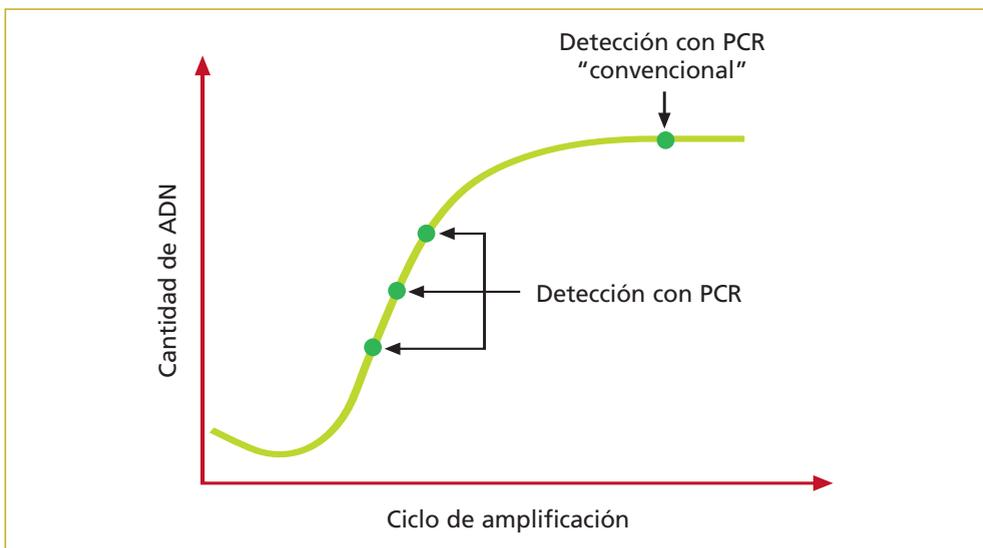 Detección con PCR
“convencional”
Cantidad de ADN
Detección con PCR
Ciclo de amplificación